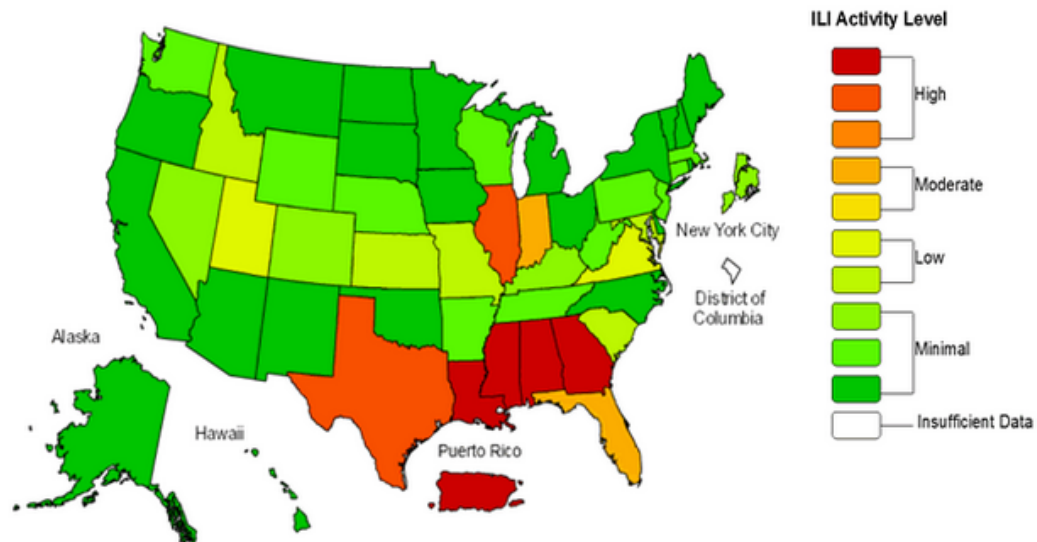 ILI Activity Level
High
Moderate
New York City
Low
District of
Columbia
Alaska
Minimal
Hawaii
Insufficient Data
Puerto Rico